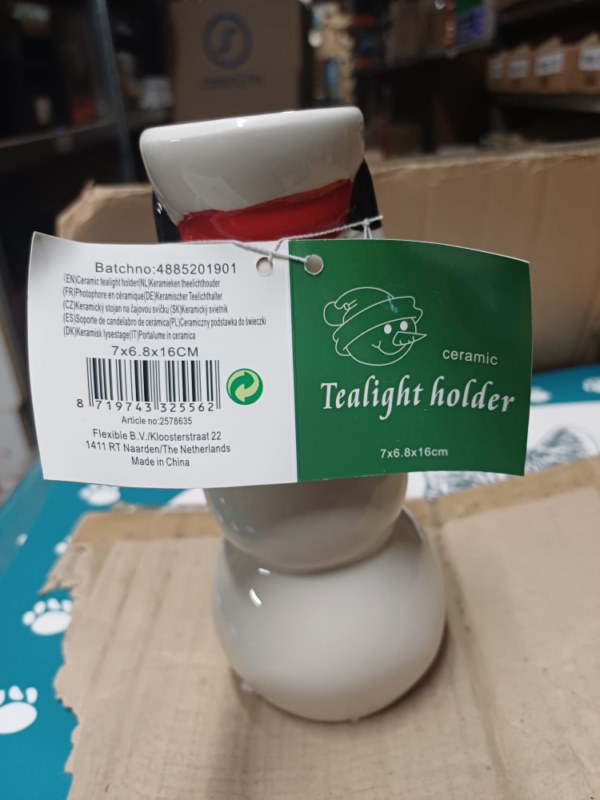 Batchno:4885201901
(EN)Ceramic tealight holder(NL)Keramieken theelichthouder
(FR)Photophore en céramique(DE)Keramischer Teelichthalter
(CZ)Keramický stojan na čajovou svíčku (SK)Keramický svietnik
(ES)Soporte de candelabro de cerámica(PL)Ceramiczny podstawka do świeczki
(DK)Keramisk lysestage(IT)Portalume in ceramica
7x6.8x16CM
8 719743 325562
Article no:2578635
Flexible B.V./Kloosterstraat 22
1411 RT Naarden/The Netherlands
Made in China
ceramic
Tealight holder
7x6.8x16cm